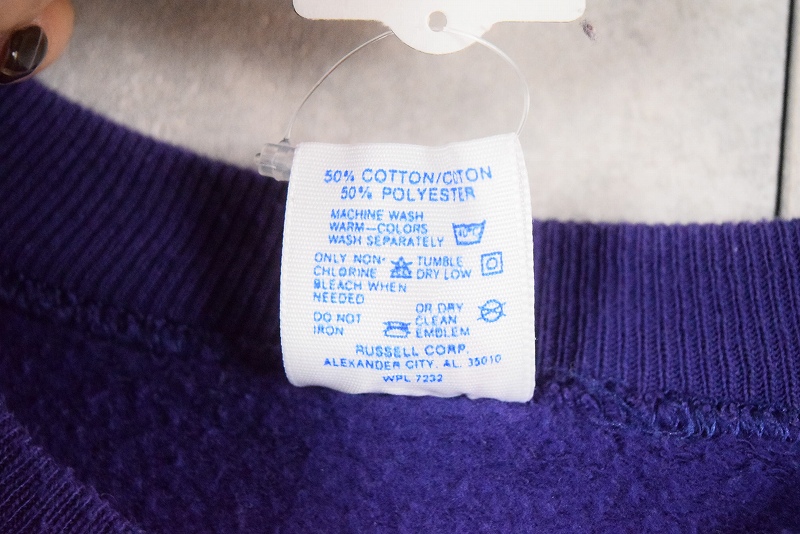 50% COTTON/COTON
50% POLYESTER
MACHINE WASH
WARM—COLORS
WASH SEPARATELY
ONLY NON-
CHLORINE
BLEACH WHEN
NEEDED
TUMBLE
DRY LOW
DO NOT
IRON
OR DRY
CLEAN
EMBLEM
RUSSELL CORP.
ALEXANDER CITY, AL. 35010
WPL 7232